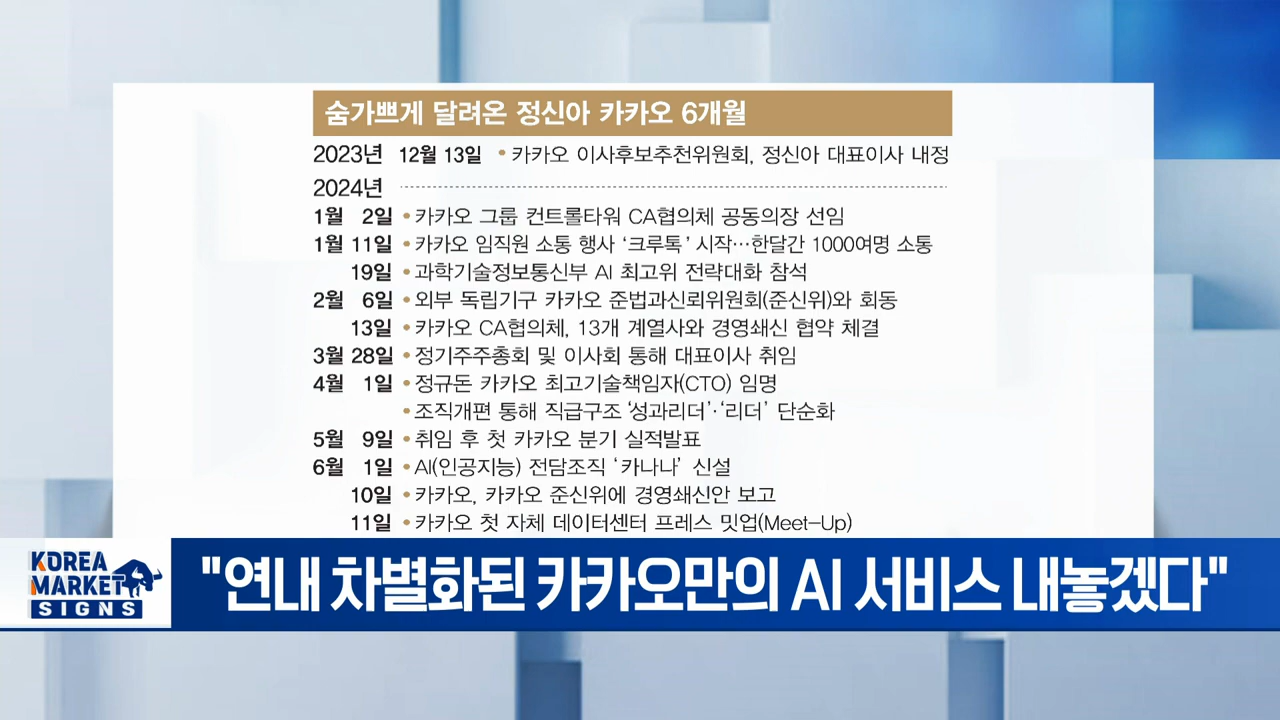 숨가쁘게 달려온 정신아 카카오 6개월
2023년 12월 13일 • 카카오 이사후보추천위원회, 정신아 대표이사 내정
2024년
1월 2일 • 카카오 그룹 컨트롤타워 CA협의체 공동의장 선임
1월 11일 • 카카오 임직원 소통 행사 ‘크루톡’ 시작…한달간 1000여명 소통
19일 • 과학기술정보통신부 AI 최고위 전략대화 참석
2월 6일 • 외부 독립기구 카카오 준법과신뢰위원회(준신위)와 회동
13일 • 카카오 CA협의체, 13개 계열사와 경영쇄신 협약 체결
3월 28일 • 정기주주총회 및 이사회 통해 대표이사 취임
4월 1일 • 정규돈 카카오 최고기술책임자(CTO) 임명
• 조직개편 통해 직급구조 ‘성과리더’·‘리더’ 단순화
5월 9일 • 취임 후 첫 카카오 분기 실적발표
6월 1일 • AI(인공지능) 전담조직 ‘카나나’ 신설
10일 • 카카오, 카카오 준신위에 경영쇄신안 보고
11일 • 카카오 첫 자체 데이터센터 프레스 밋업(Meet-Up)
KOREA
MARKET
SIGNS
"연내 차별화된 카카오만의 AI 서비스 내놓겠다"